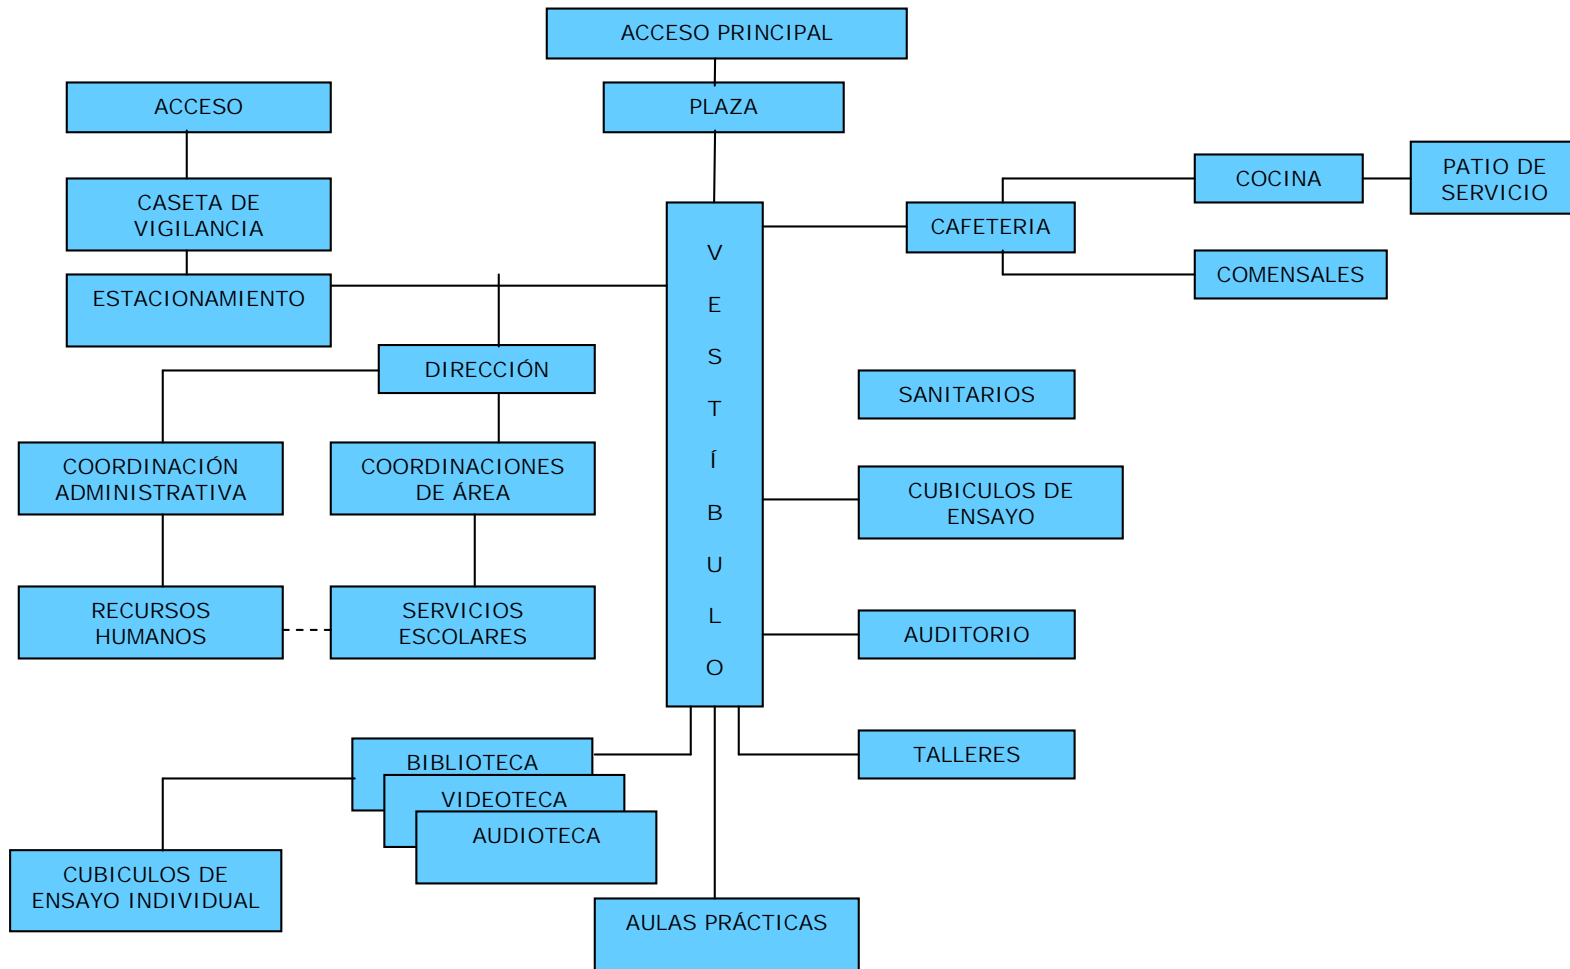 ACCESO PRINCIPAL
ACCESO
PLAZA
CASETA DE
VIGILANCIA
ESTACIONAMIENTO
COCINA
PATIO DE
SERVICIO
CAFETERIA
COMENSALES
V
E
S
T
Í
B
U
L
O
DIRECCIÓN
SANITARIOS
COORDINACIÓN
ADMINISTRATIVA
COORDINACIONES
DE ÁREA
CUBICULOS DE
ENSAYO
RECURSOS
HUMANOS
SERVICIOS
ESCOLARES
AUDITORIO
BIBLIOTECA
VIDEOTECA
AUDIOTECA
TALLERES
CUBICULOS DE
ENSAYO INDIVIDUAL
AULAS PRÁCTICAS